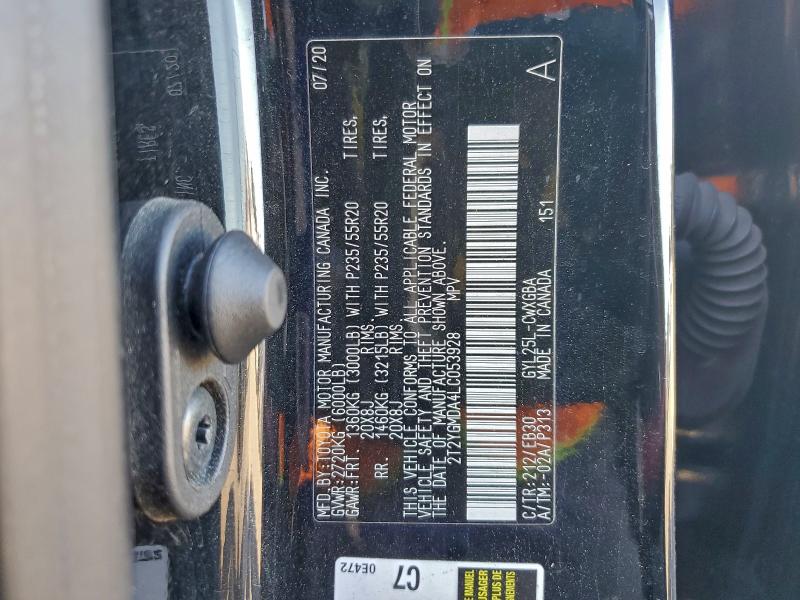 MFD.BY:TOYOTA MOTOR MANUFACTURING CANADA INC. 07/20
GVWR:2720KG (6000LB)
GAWR:FRT. 1360KG (3000LB) WITH P235/55R20 TIRES,
20X8J RIMS
RR. 1460KG (3215LB) WITH P235/55R20 TIRES,
20X8J RIMS
THIS VEHICLE CONFORMS TO ALL APPLICABLE FEDERAL MOTOR
VEHICLE SAFETY AND THEFT PREVENTION STANDARDS IN EFFECT ON
THE DATE OF MANUFACTURE SHOWN ABOVE.
2T2YGMDA4LC053928 MPV
C/TR:212/EB30 GYL25L-CWXGBA
A/TM:-02A/P313 MADE IN CANADA 151
A
C7
0E472